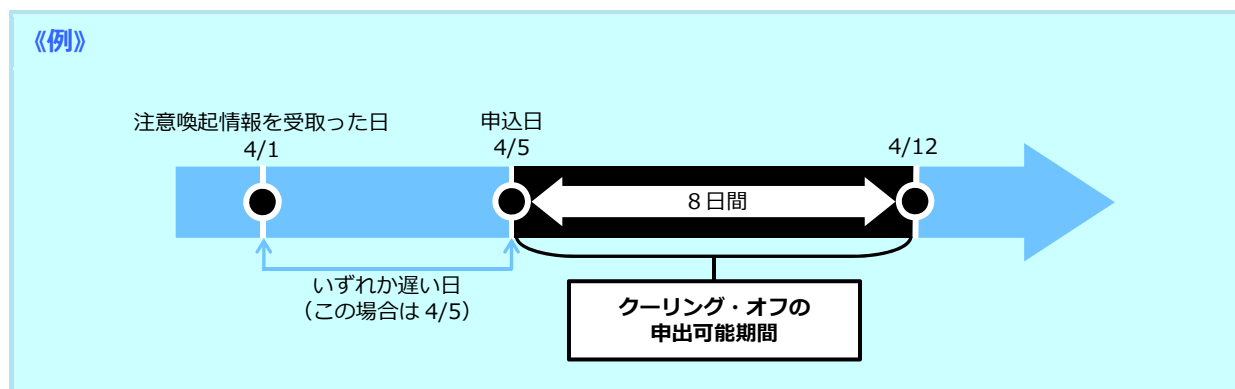 《例》
注意喚起情報を受取った日
4/1
申込日
4/5
4/12
８日間
いずれか遅い日
（この場合は 4/5）
クーリング・オフの
申出可能期間